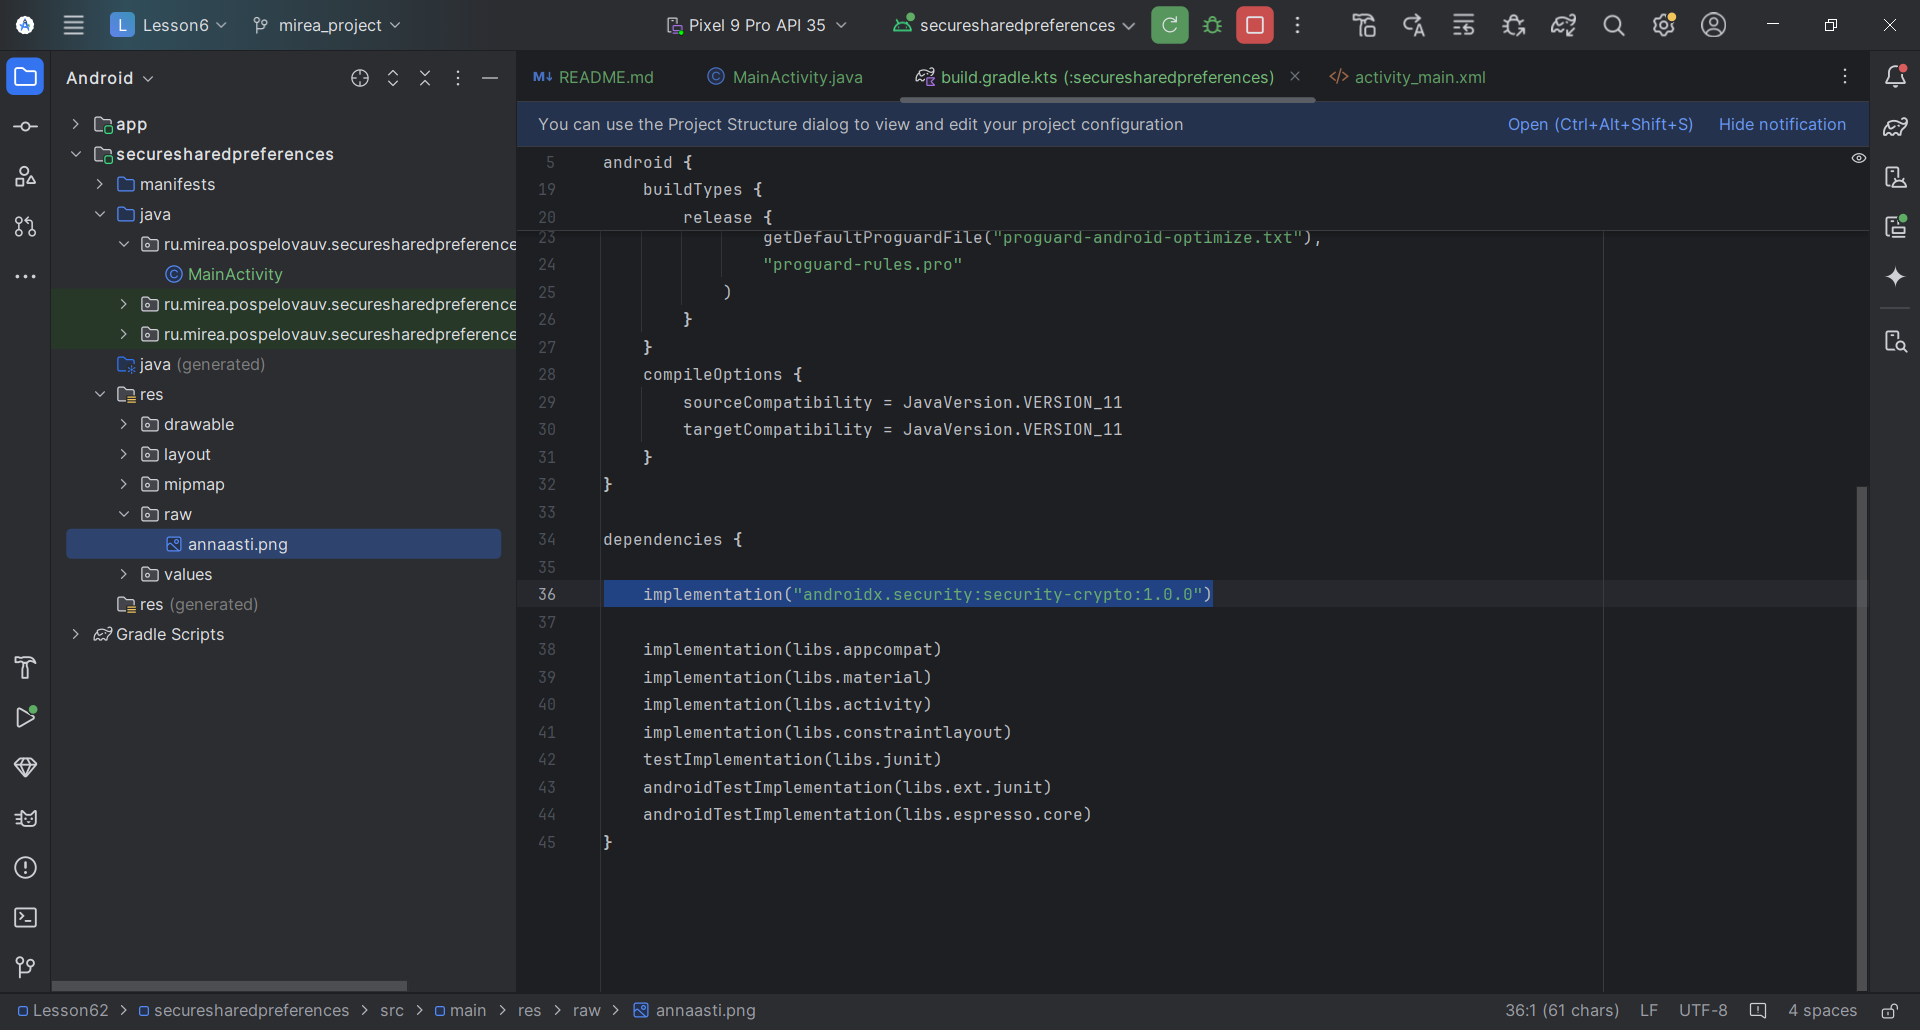 L Lesson6 mirea_project Pixel 9 Pro API 35 securesharedpreferences
Android
README.md MainActivity.java build.gradle.kts (:securesharedpreferences) activity_main.xml
You can use the Project Structure dialog to view and edit your project configuration Open (Ctrl+Alt+Shift+S) Hide notification
app
securesharedpreferences
manifests
java
ru.mirea.pospelovauv.securesharedpreference
MainActivity
ru.mirea.pospelovauv.securesharedpreference
ru.mirea.pospelovauv.securesharedpreference
java (generated)
res
drawable
layout
mipmap
raw
annaasti.png
values
res (generated)
Gradle Scripts
5 android {
19 buildTypes {
20 release {
23 getDefaultProguardFile("proguard-android-optimize.txt"),
24 "proguard-rules.pro"
25 )
26 }
27 }
28 compileOptions {
29 sourceCompatibility = JavaVersion.VERSION_11
30 targetCompatibility = JavaVersion.VERSION_11
31 }
32 }
33
34 dependencies {
35
36 implementation("androidx.security:security-crypto:1.0.0")
37
38 implementation(libs.appcompat)
39 implementation(libs.material)
40 implementation(libs.activity)
41 implementation(libs.constraintlayout)
42 testImplementation(libs.junit)
43 androidTestImplementation(libs.ext.junit)
44 androidTestImplementation(libs.espresso.core)
45 }
Lesson62 > securesharedpreferences > src > main > res > raw > annaasti.png 36:1 (61 chars) LF UTF-8 4 spaces